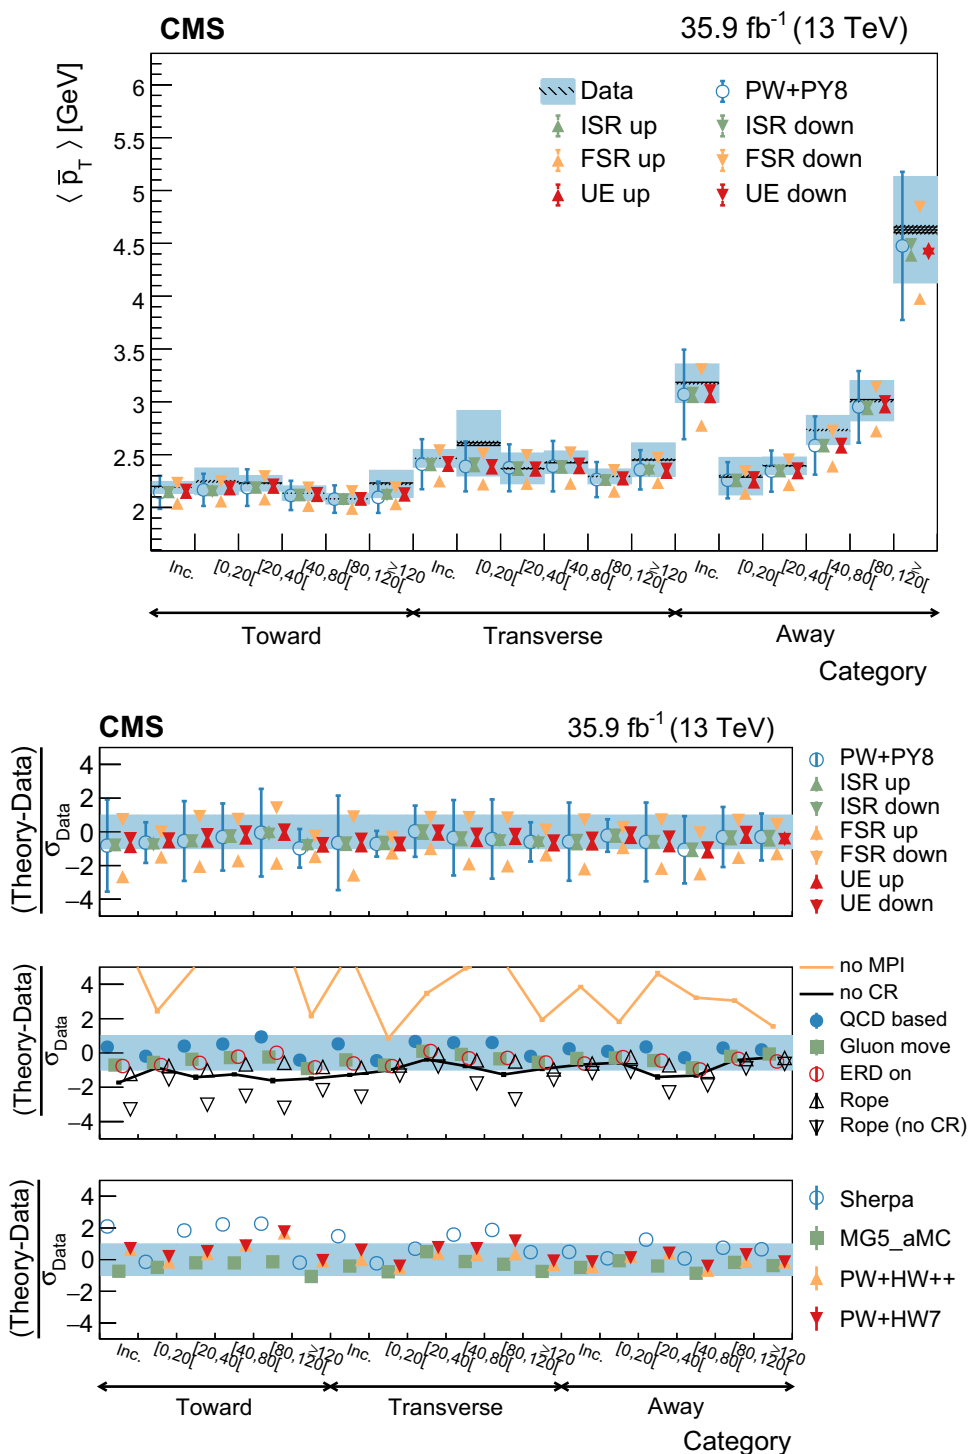 CMS 35.9 fb⁻¹ (13 TeV)
⟨ p̅_T ⟩ [GeV]
6
5.5
5
4.5
4
3.5
3
2.5
2
Data PW+PY8
ISR up ISR down
FSR up FSR down
UE up UE down
Inc. [0,20[ [20,40[ [40,80[ [80,120[ ≥120 Inc. [0,20[ [20,40[ [40,80[ [80,120[ ≥120 Inc. [0,20[ [20,40[ [40,80[ [80,120[ ≥
Toward Transverse Away
Category
CMS 35.9 fb⁻¹ (13 TeV)
(Theory-Data)
σ_Data
4
2
0
−2
−4
PW+PY8
ISR up
ISR down
FSR up
FSR down
UE up
UE down
(Theory-Data)
σ_Data
4
2
0
−2
−4
no MPI
no CR
QCD based
Gluon move
ERD on
Rope
Rope (no CR)
(Theory-Data)
σ_Data
4
2
0
−2
−4
Sherpa
MG5_aMC
PW+HW++
PW+HW7
Inc. [0,20[ [20,40[ [40,80[ [80,120[ ≥120 Inc. [0,20[ [20,40[ [40,80[ [80,120[ ≥120 Inc. [0,20[ [20,40[ [40,80[ [80,120[ ≥120
Toward Transverse Away
Category